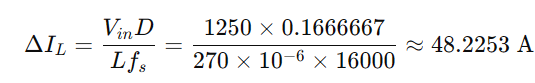 ΔI_L = V_in D / L f_s = 1250 × 0.1666667 / 270 × 10^−6 × 16000 ≈ 48.2253 A